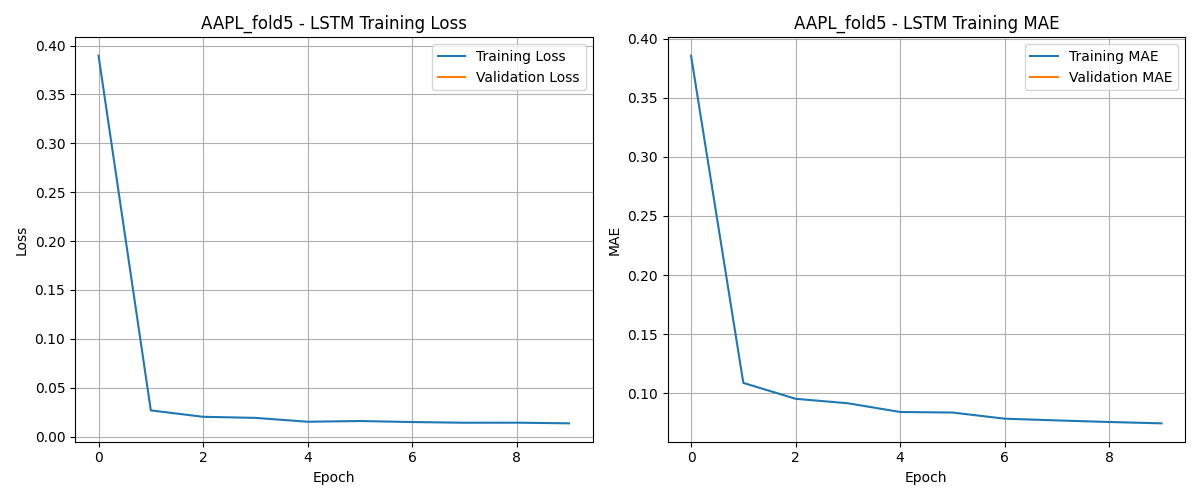 AAPL_fold5 - LSTM Training Loss
Training Loss
Validation Loss
0.40
0.35
0.30
0.25
0.20
0.15
0.10
0.05
0.00
Loss
0
2
4
6
8
Epoch
AAPL_fold5 - LSTM Training MAE
Training MAE
Validation MAE
0.40
0.35
0.30
0.25
0.20
0.15
0.10
MAE
0
2
4
6
8
Epoch